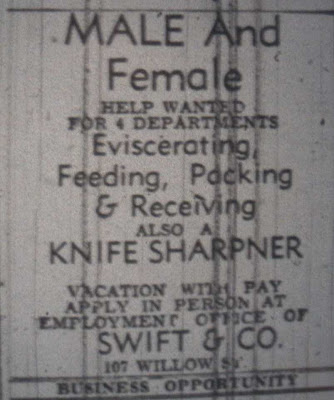 MALE And
Female
HELP WANTED
FOR 4 DEPARTMENTS
Eviscerating,
Feeding, Packing
& Receiving
ALSO A
KNIFE SHARPNER
VACATION WITH PAY
APPLY IN PERSON AT
EMPLOYMENT OFFICE OF
SWIFT & CO.
107 WILLOW ST
BUSINESS OPPORTUNITY